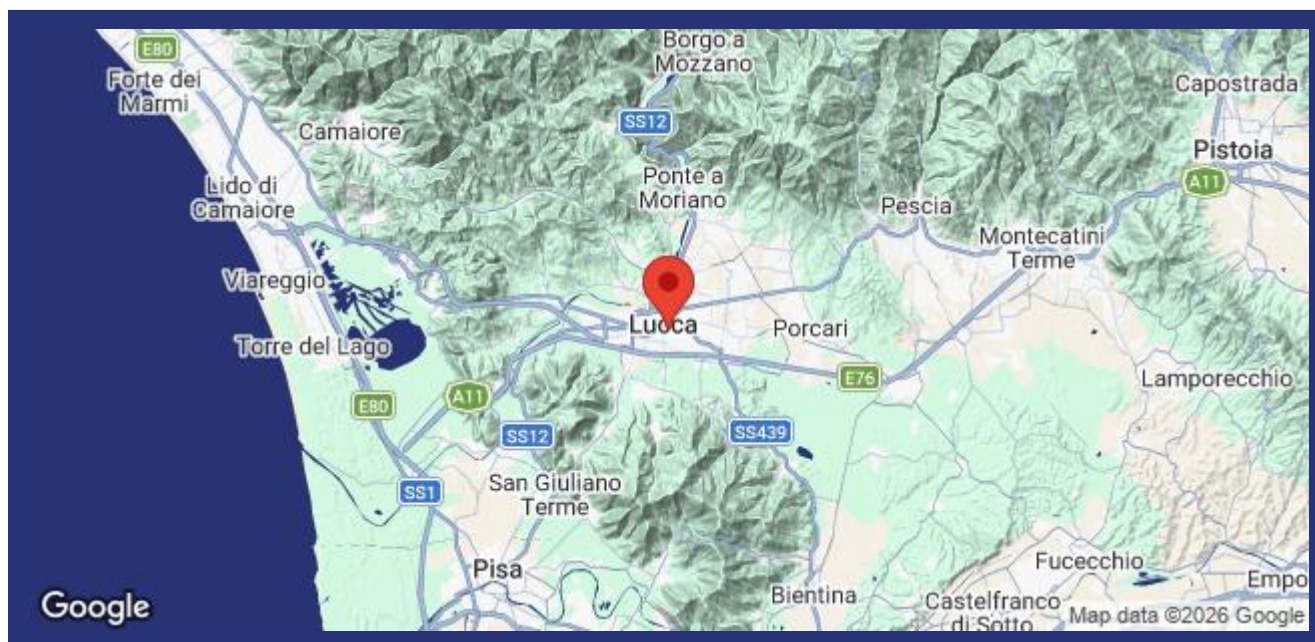 E80
Borgo a
Mozzano
Forte dei
Marmi
Capostrada
SS12
Camaiore
Pistoia
Ponte a
Moriano
A11
Lido di
Camaiore
Pescia
Montecatini
Terme
Viareggio
Lucca
Porcari
Torre del Lago
E76
Lamporecchio
A11
E80
SS12
SS439
San Giuliano
Terme
SS1
Pisa
Fucecchio
Empo
Bientina
Castelfranco
di Sotto
Google
Map data ©2026 Google